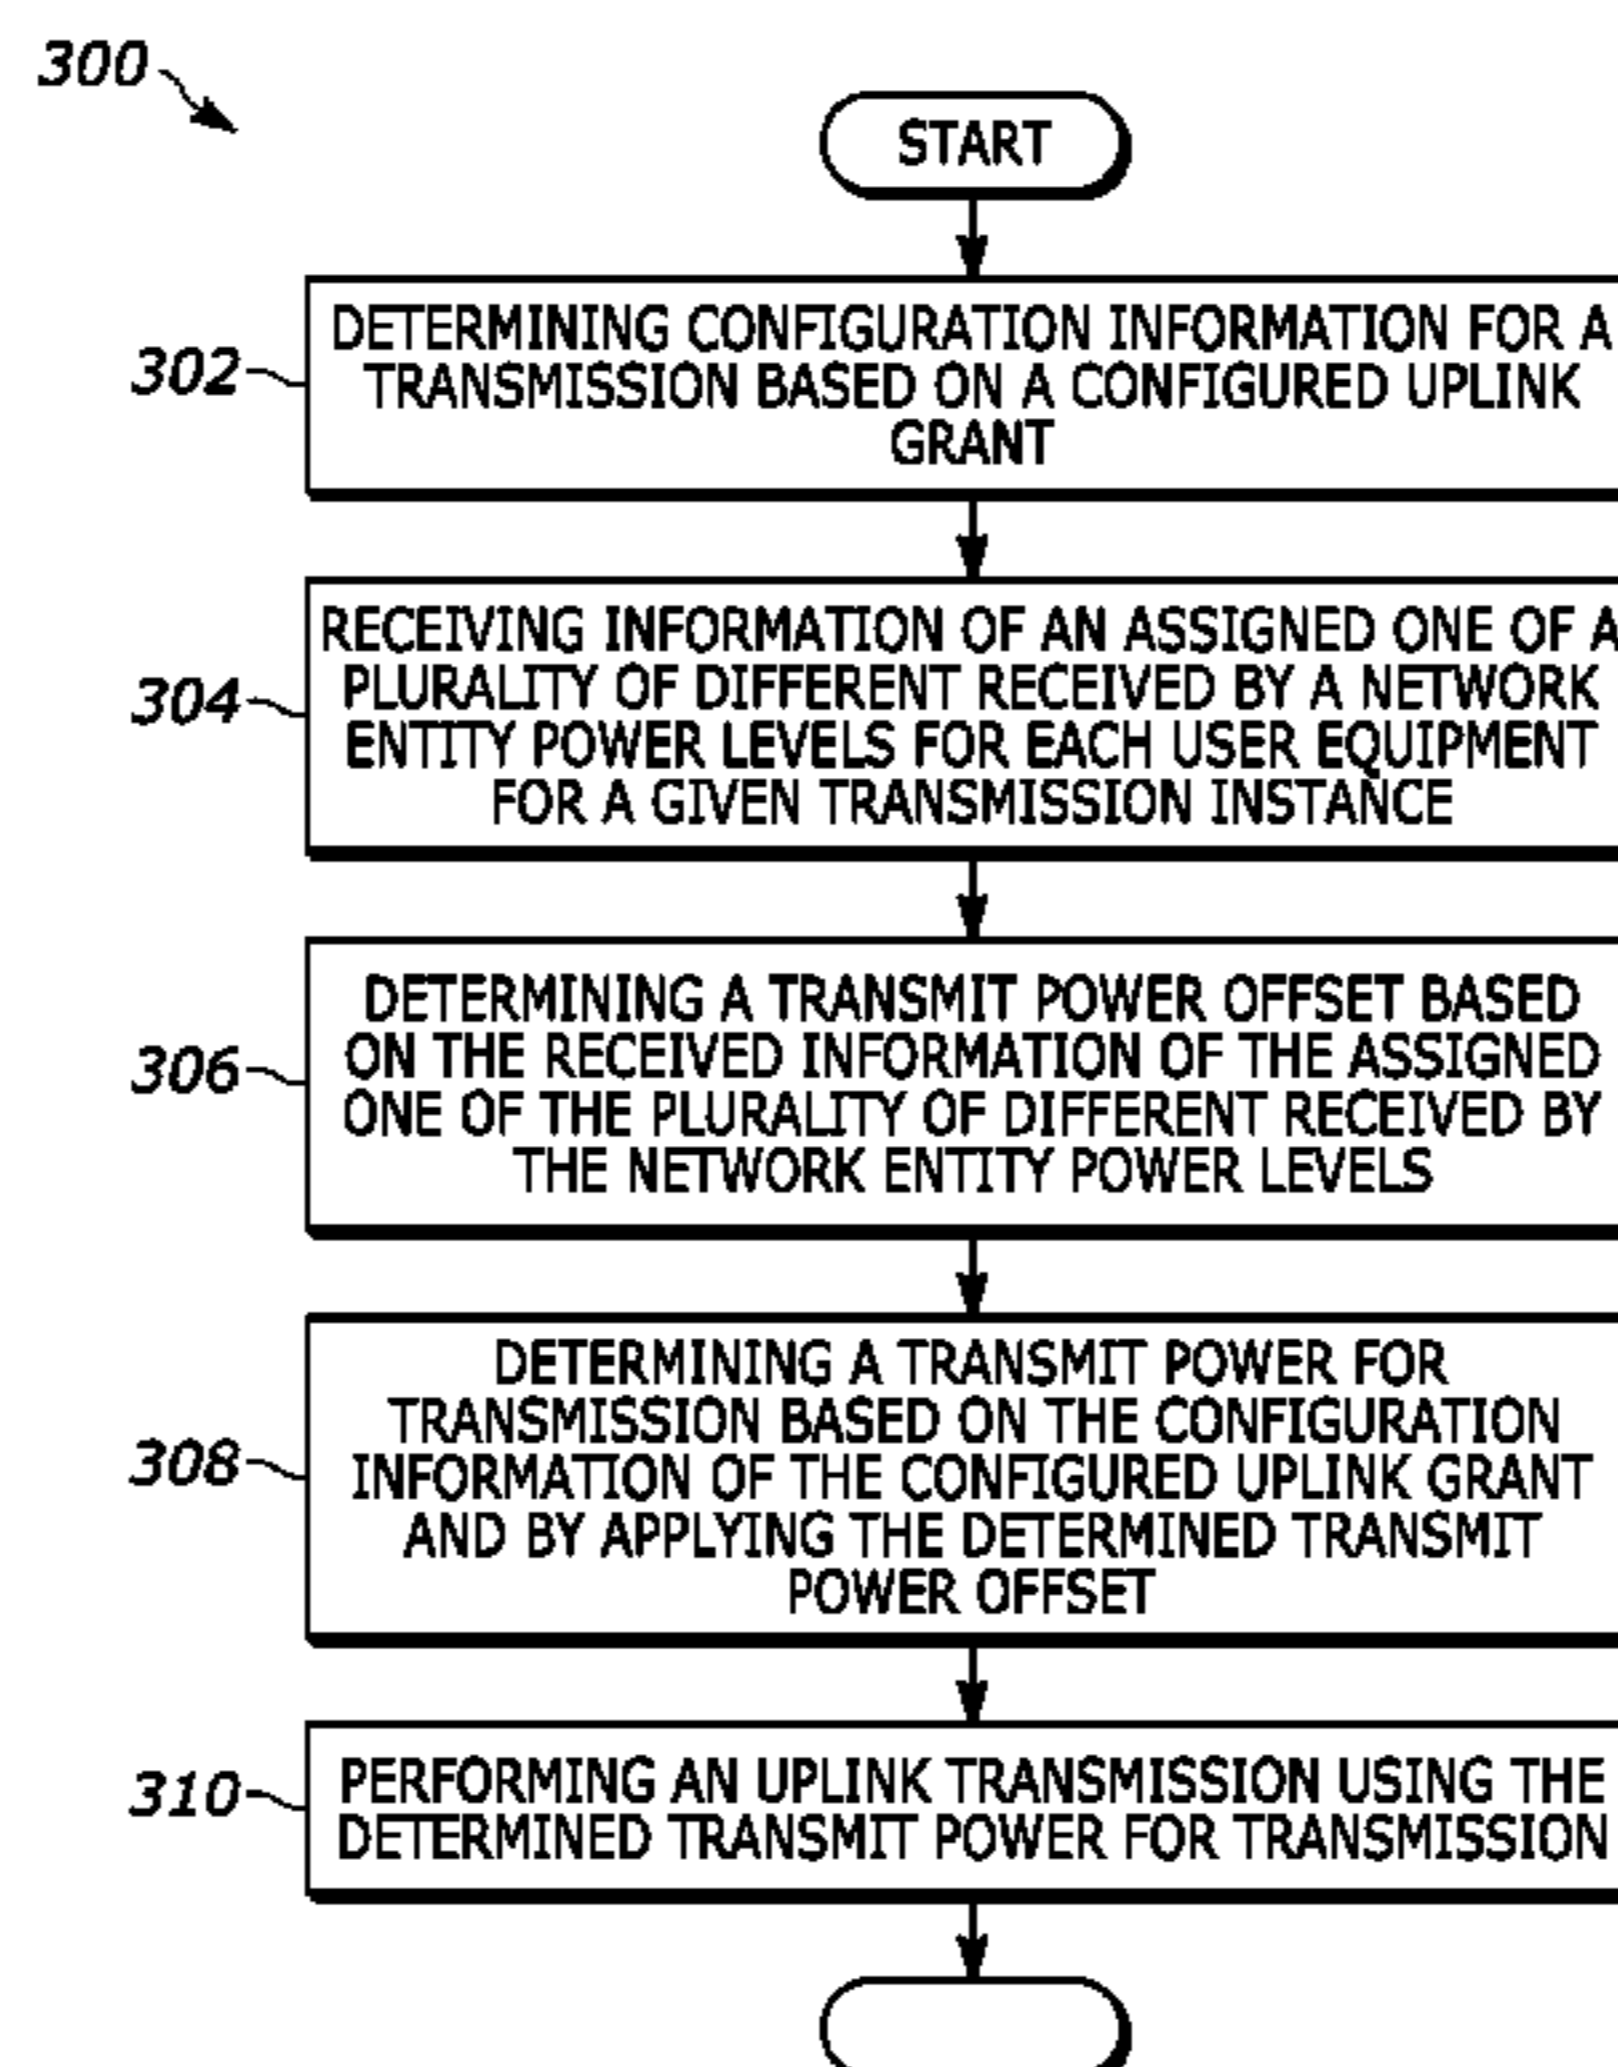 300
START
302
DETERMINING CONFIGURATION INFORMATION FOR A
TRANSMISSION BASED ON A CONFIGURED UPLINK
GRANT
304
RECEIVING INFORMATION OF AN ASSIGNED ONE OF A
PLURALITY OF DIFFERENT RECEIVED BY A NETWORK
ENTITY POWER LEVELS FOR EACH USER EQUIPMENT
FOR A GIVEN TRANSMISSION INSTANCE
306
DETERMINING A TRANSMIT POWER OFFSET BASED
ON THE RECEIVED INFORMATION OF THE ASSIGNED
ONE OF THE PLURALITY OF DIFFERENT RECEIVED BY
THE NETWORK ENTITY POWER LEVELS
308
DETERMINING A TRANSMIT POWER FOR
TRANSMISSION BASED ON THE CONFIGURATION
INFORMATION OF THE CONFIGURED UPLINK GRANT
AND BY APPLYING THE DETERMINED TRANSMIT
POWER OFFSET
310
PERFORMING AN UPLINK TRANSMISSION USING THE
DETERMINED TRANSMIT POWER FOR TRANSMISSION